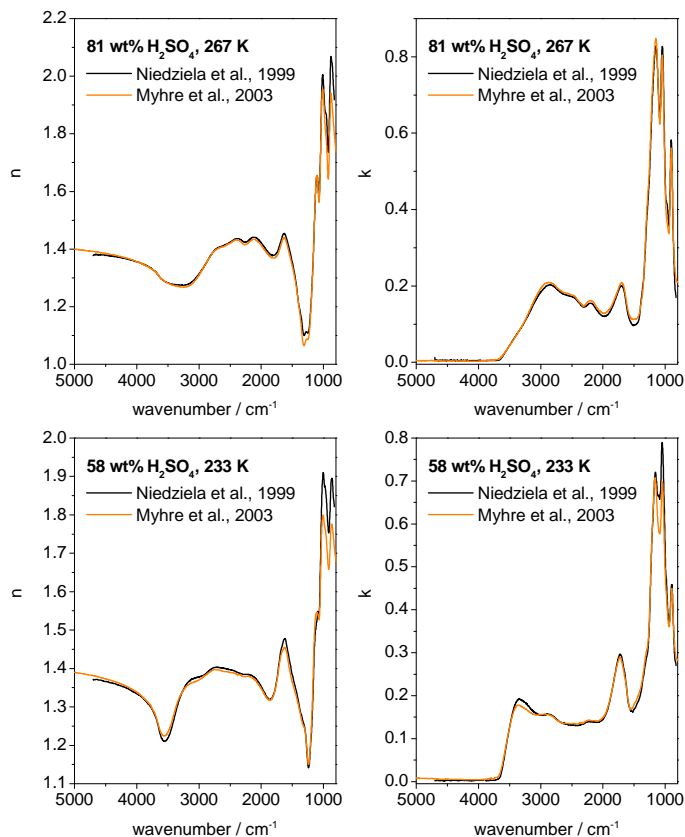 81 wt% H₂SO₄, 267 K
Niedziela et al., 1999
Myhre et al., 2003
n
2.2
2.0
1.8
1.6
1.4
1.2
1.0
5000 4000 3000 2000 1000
wavenumber / cm⁻¹
81 wt% H₂SO₄, 267 K
Niedziela et al., 1999
Myhre et al., 2003
k
0.8
0.6
0.4
0.2
0.0
5000 4000 3000 2000 1000
wavenumber / cm⁻¹
58 wt% H₂SO₄, 233 K
Niedziela et al., 1999
Myhre et al., 2003
n
2.0
1.9
1.8
1.7
1.6
1.5
1.4
1.3
1.2
1.1
5000 4000 3000 2000 1000
wavenumber / cm⁻¹
58 wt% H₂SO₄, 233 K
Niedziela et al., 1999
Myhre et al., 2003
k
0.8
0.7
0.6
0.5
0.4
0.3
0.2
0.1
0.0
5000 4000 3000 2000 1000
wavenumber / cm⁻¹